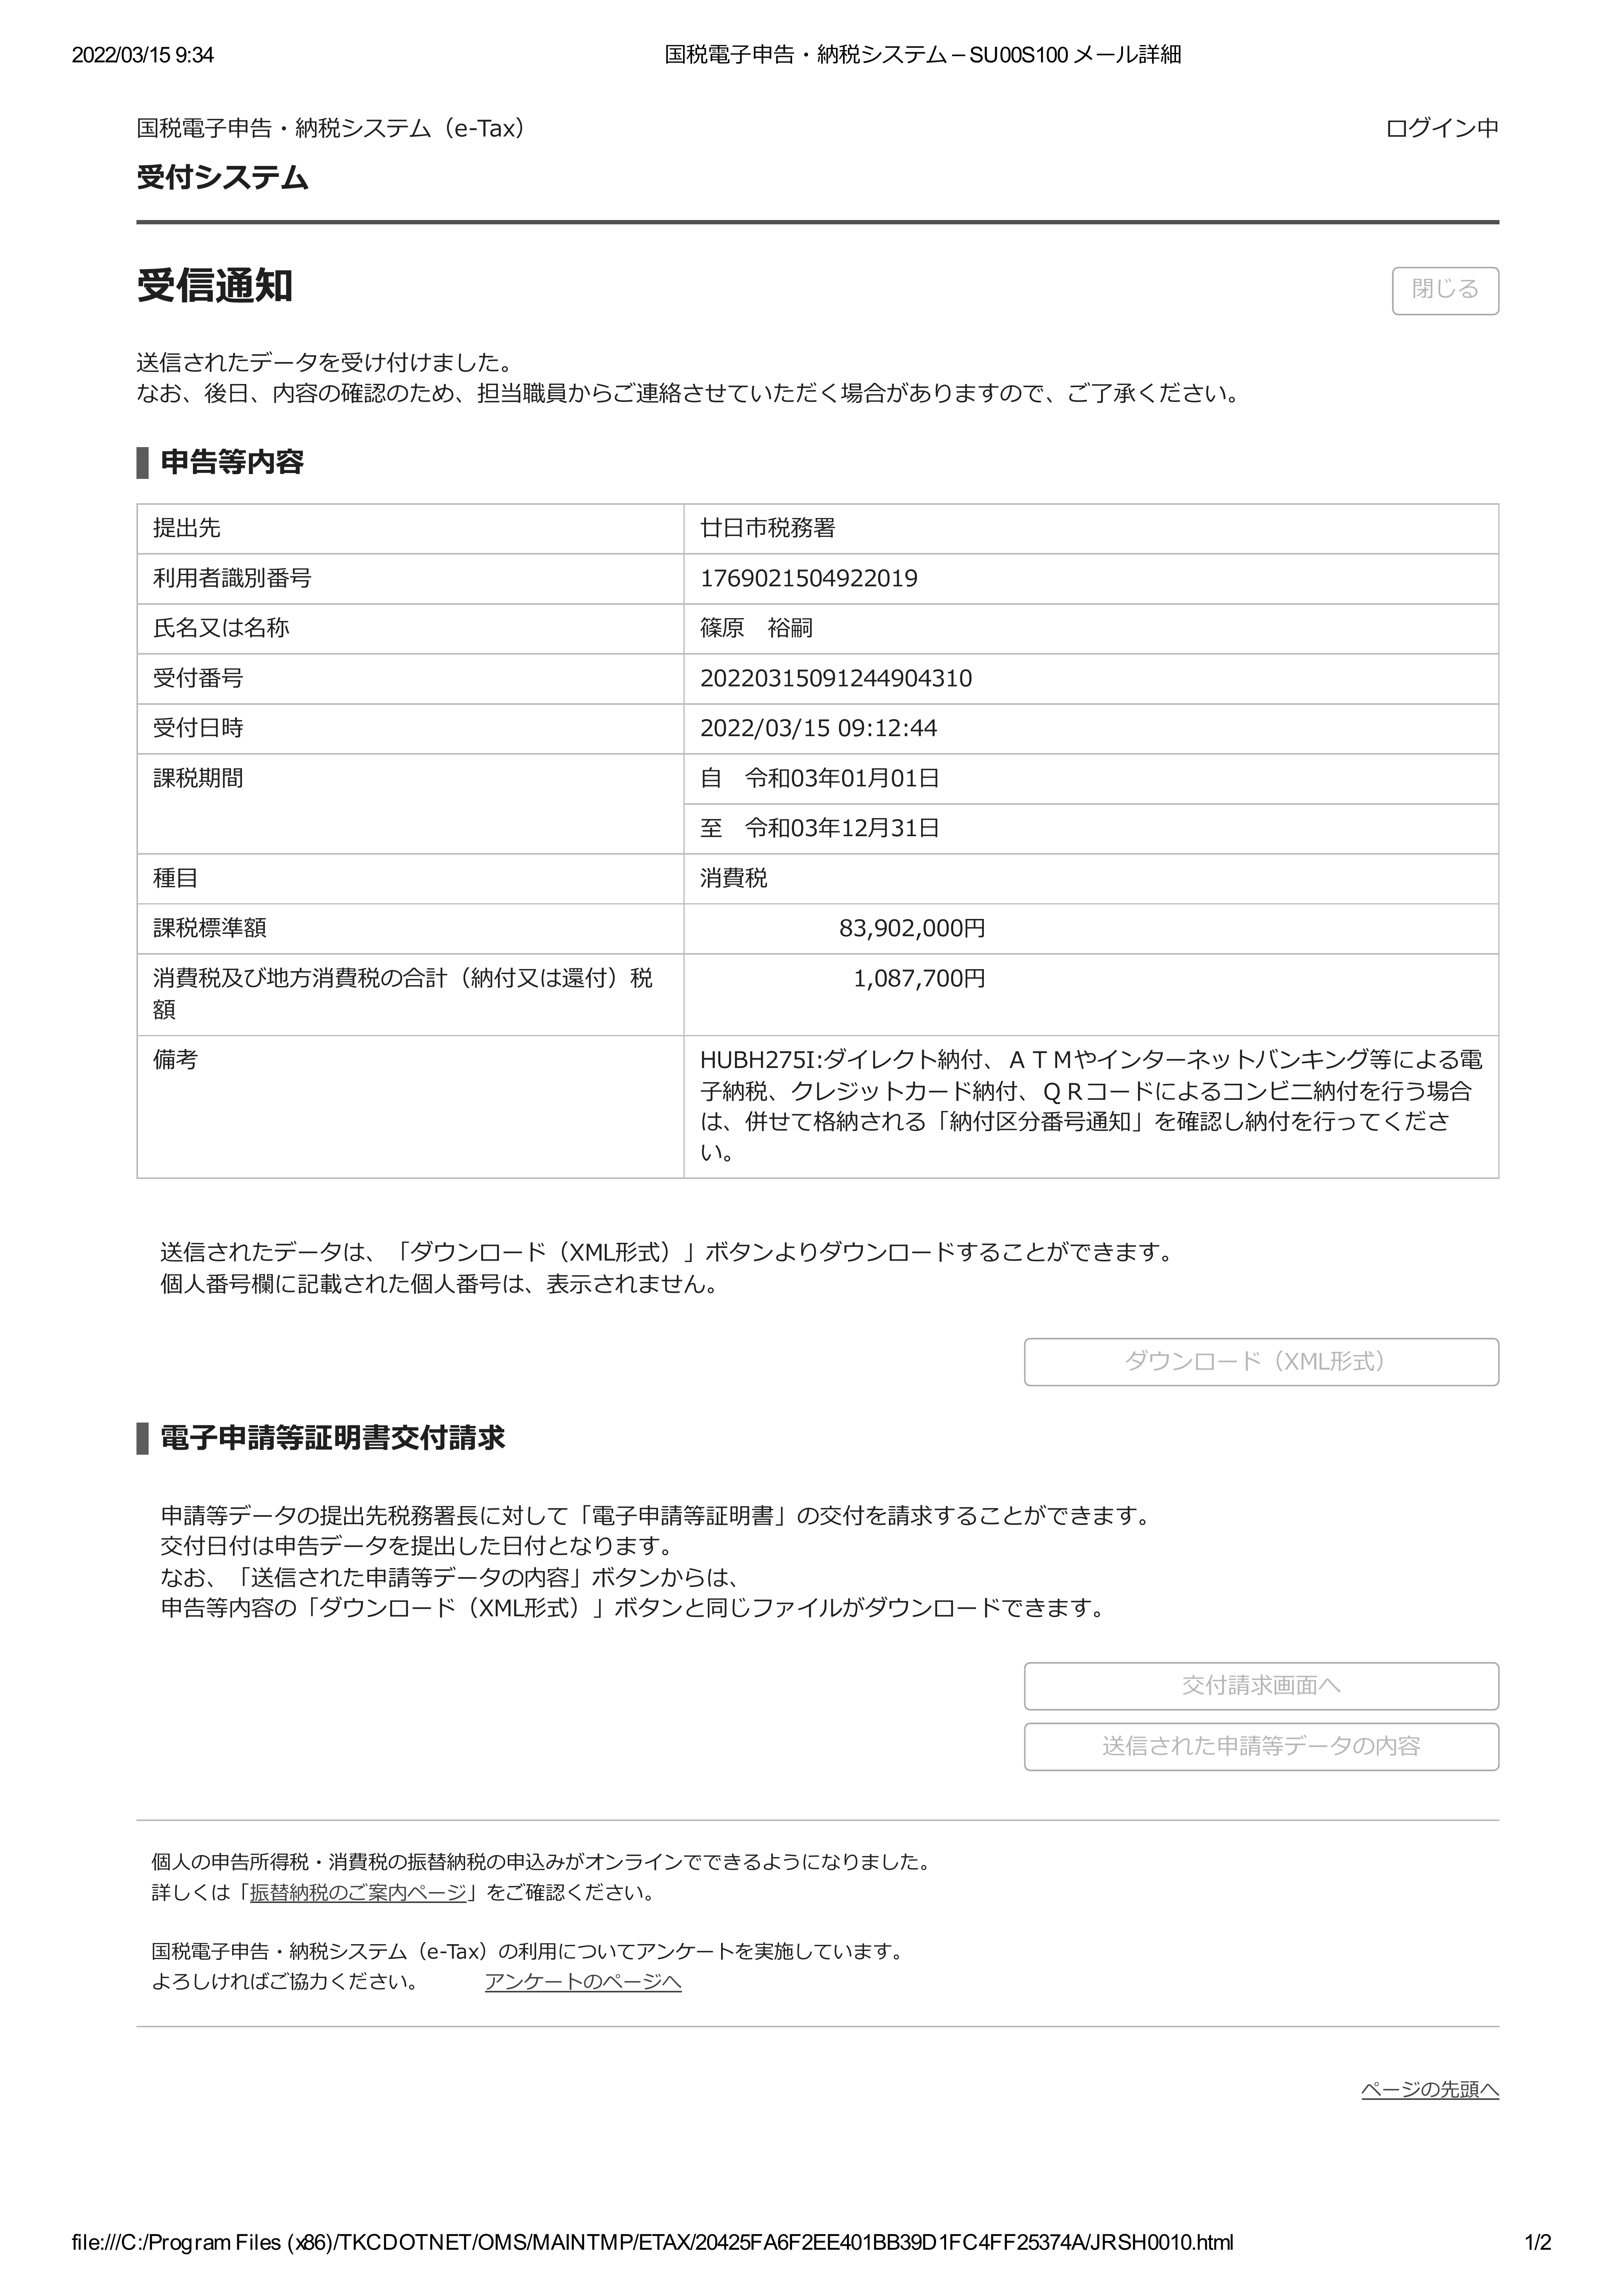 2022/03/15 9:34
国税電子申告・納税システム – SU00S100 メール詳細
国税電子申告・納税システム（e-Tax）
ログイン中
受付システム
受信通知
閉じる
送信されたデータを受け付けました。
なお、後日、内容の確認のため、担当職員からご連絡させていただく場合がありますので、ご了承ください。
申告等内容
提出先
廿日市税務署
利用者識別番号
1769021504922019
氏名又は名称
篠原　裕嗣
受付番号
20220315091244904310
受付日時
2022/03/15 09:12:44
課税期間
自　令和03年01月01日
至　令和03年12月31日
種目
消費税
課税標準額
83,902,000円
消費税及び地方消費税の合計（納付又は還付）税
額
1,087,700円
備考
HUBH275I:ダイレクト納付、ＡＴＭやインターネットバンキング等による電
子納税、クレジットカード納付、ＱＲコードによるコンビニ納付を行う場合
は、併せて格納される「納付区分番号通知」を確認し納付を行ってくださ
い。
送信されたデータは、「ダウンロード（XML形式）」ボタンよりダウンロードすることができます。
個人番号欄に記載された個人番号は、表示されません。
ダウンロード（XML形式）
電子申請等証明書交付請求
申請等データの提出先税務署長に対して「電子申請等証明書」の交付を請求することができます。
交付日付は申告データを提出した日付となります。
なお、「送信された申請等データの内容」ボタンからは、
申告等内容の「ダウンロード（XML形式）」ボタンと同じファイルがダウンロードできます。
交付請求画面へ
送信された申請等データの内容
個人の申告所得税・消費税の振替納税の申込みがオンラインでできるようになりました。
詳しくは「振替納税のご案内ページ」をご確認ください。
国税電子申告・納税システム（e-Tax）の利用についてアンケートを実施しています。
よろしければご協力ください。　　アンケートのページへ
ページの先頭へ
file:///C:/Program Files (x86)/TKCDOTNET/OMS/MAINTMP/ETAX/20425FA6F2EE401BB39D1FC4FF25374A/JRSH0010.html
1/2